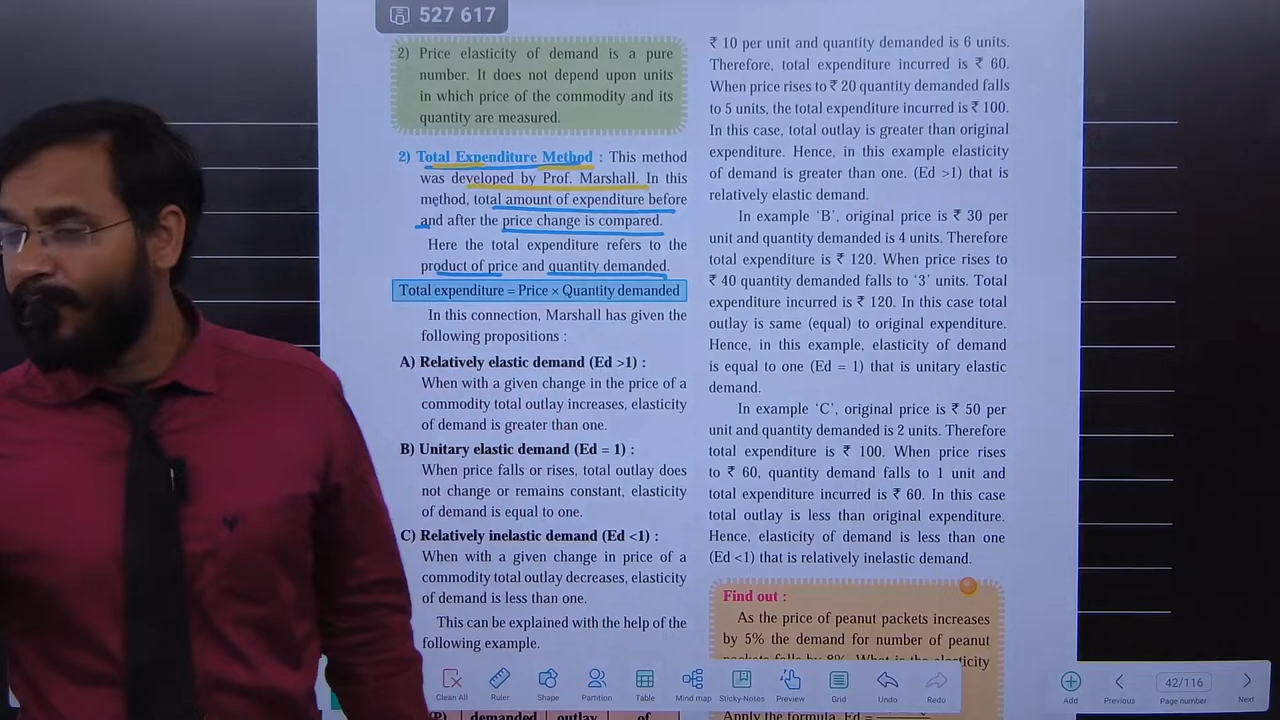 527 617
2) Price elasticity of demand is a pure
number. It does not depend upon units
in which price of the commodity and its
quantity are measured.
2) Total Expenditure Method : This method
was developed by Prof. Marshall. In this
method, total amount of expenditure before
and after the price change is compared.
Here the total expenditure refers to the
product of price and quantity demanded.
Total expenditure = Price × Quantity demanded
In this connection, Marshall has given the
following propositions :
A) Relatively elastic demand (Ed >1) :
When with a given change in the price of a
commodity total outlay increases, elasticity
of demand is greater than one.
B) Unitary elastic demand (Ed = 1) :
When price falls or rises, total outlay does
not change or remains constant, elasticity
of demand is equal to one.
C) Relatively inelastic demand (Ed <1) :
When with a given change in price of a
commodity total outlay decreases, elasticity
of demand is less than one.
This can be explained with the help of the
following example.
demanded outlay of
₹ 10 per unit and quantity demanded is 6 units.
Therefore, total expenditure incurred is ₹ 60.
When price rises to ₹ 20 quantity demanded falls
to 5 units, the total expenditure incurred is ₹ 100.
In this case, total outlay is greater than original
expenditure. Hence, in this example elasticity
of demand is greater than one. (Ed >1) that is
relatively elastic demand.
In example ‘B’, original price is ₹ 30 per
unit and quantity demanded is 4 units. Therefore
total expenditure is ₹ 120. When price rises to
₹ 40 quantity demanded falls to ‘3’ units. Total
expenditure incurred is ₹ 120. In this case total
outlay is same (equal) to original expenditure.
Hence, in this example, elasticity of demand
is equal to one (Ed = 1) that is unitary elastic
demand.
In example ‘C’, original price is ₹ 50 per
unit and quantity demanded is 2 units. Therefore
total expenditure is ₹ 100. When price rises
to ₹ 60, quantity demand falls to 1 unit and
total expenditure incurred is ₹ 60. In this case
total outlay is less than original expenditure.
Hence, elasticity of demand is less than one
(Ed <1) that is relatively inelastic demand.
Find out :
As the price of peanut packets increases
by 5% the demand for number of peanut
packets falls by 8%. What is the elasticity
Apply the formula, Ed =
Clean All Ruler Shape Partition Table Mind map Sticky-Notes Preview Grid Undo Redo
Add Previous 42/116 Page number Next